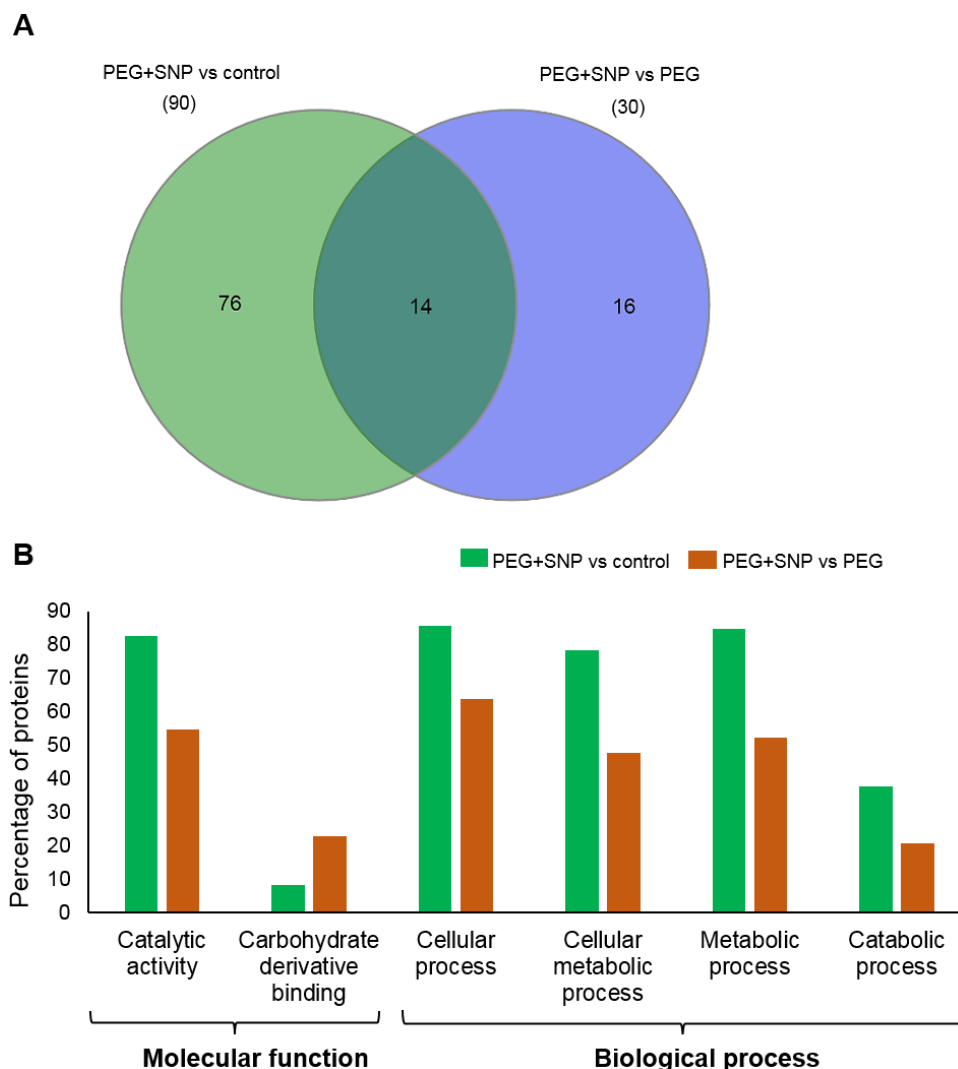 A
PEG+SNP vs control
(90)
PEG+SNP vs PEG
(30)
76
14
16
B
PEG+SNP vs control
PEG+SNP vs PEG
Percentage of proteins
90
80
70
60
50
40
30
20
10
0
Catalytic
activity
Carbohydrate
derivative
binding
Cellular
process
Cellular
metabolic
process
Metabolic
process
Catabolic
process
Molecular function
Biological process